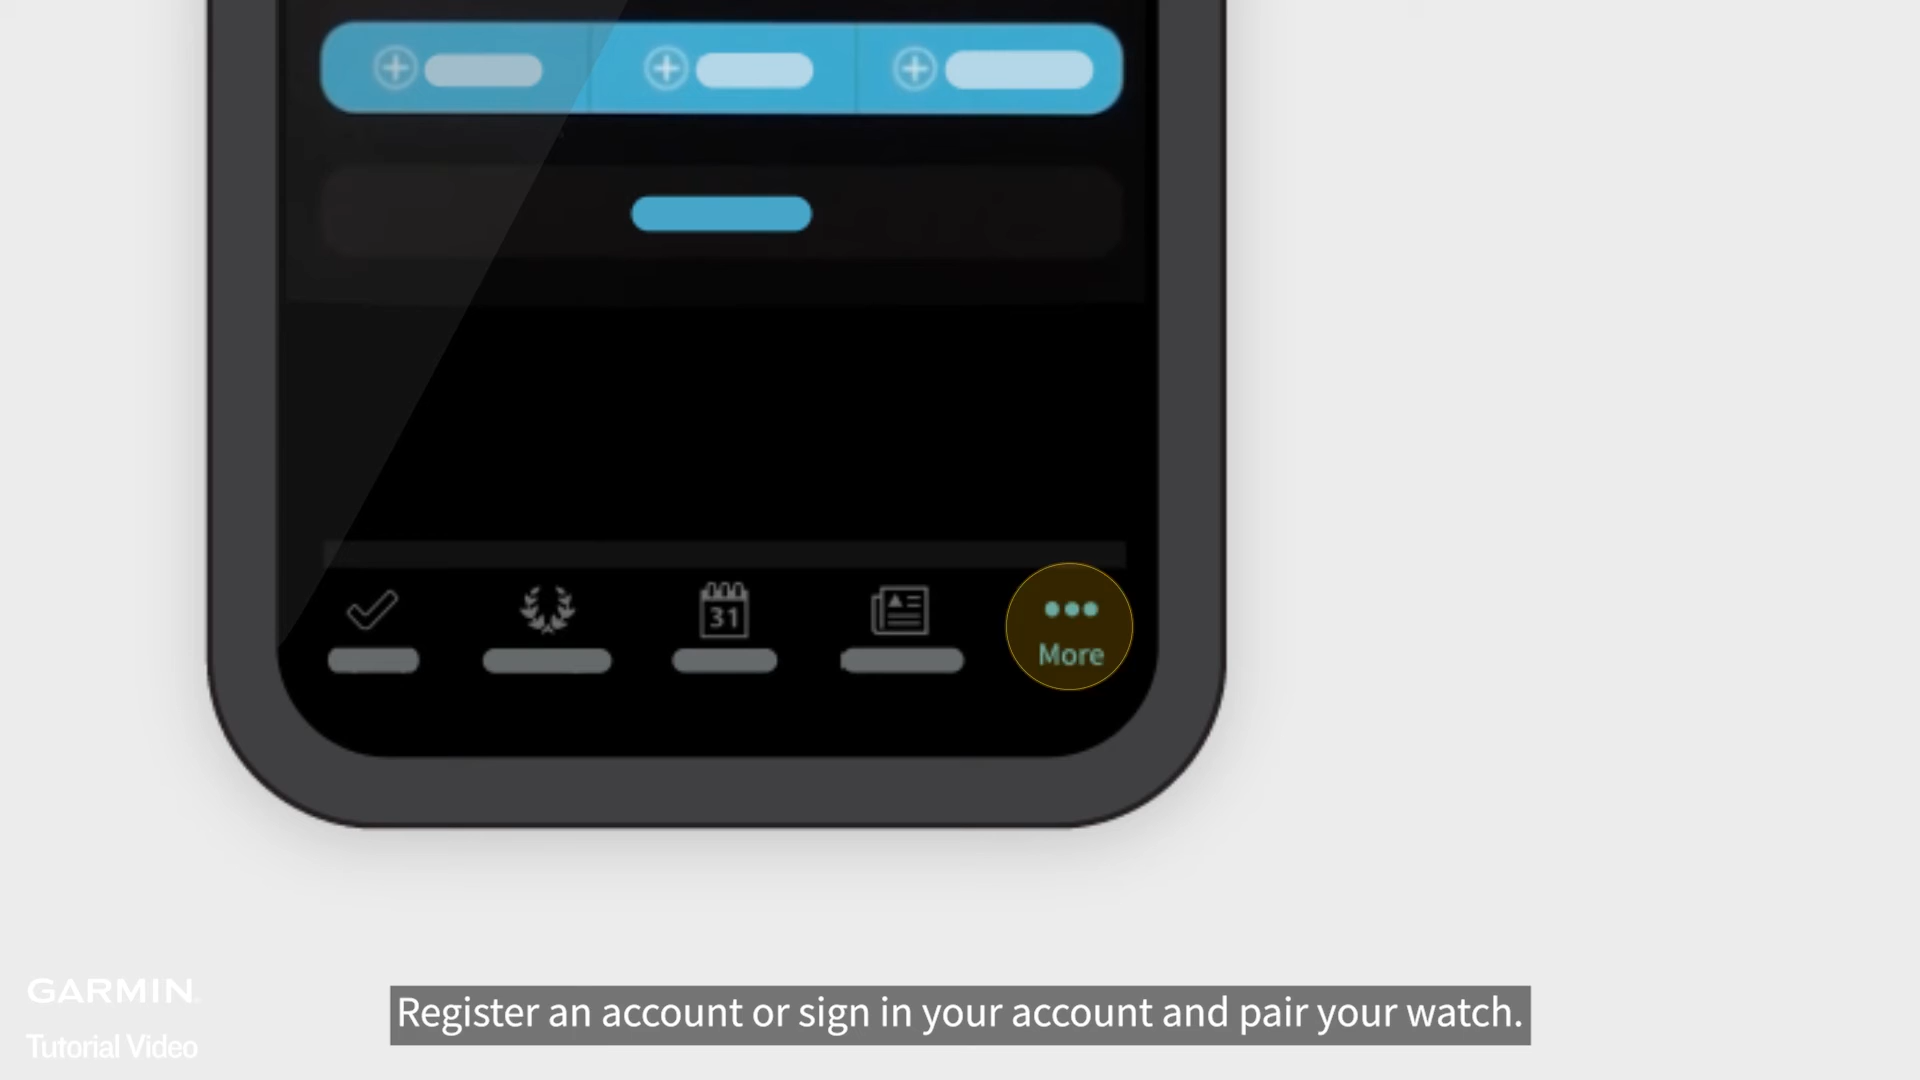 31
More
GARMIN
Tutorial Video
Register an account or sign in your account and pair your watch.